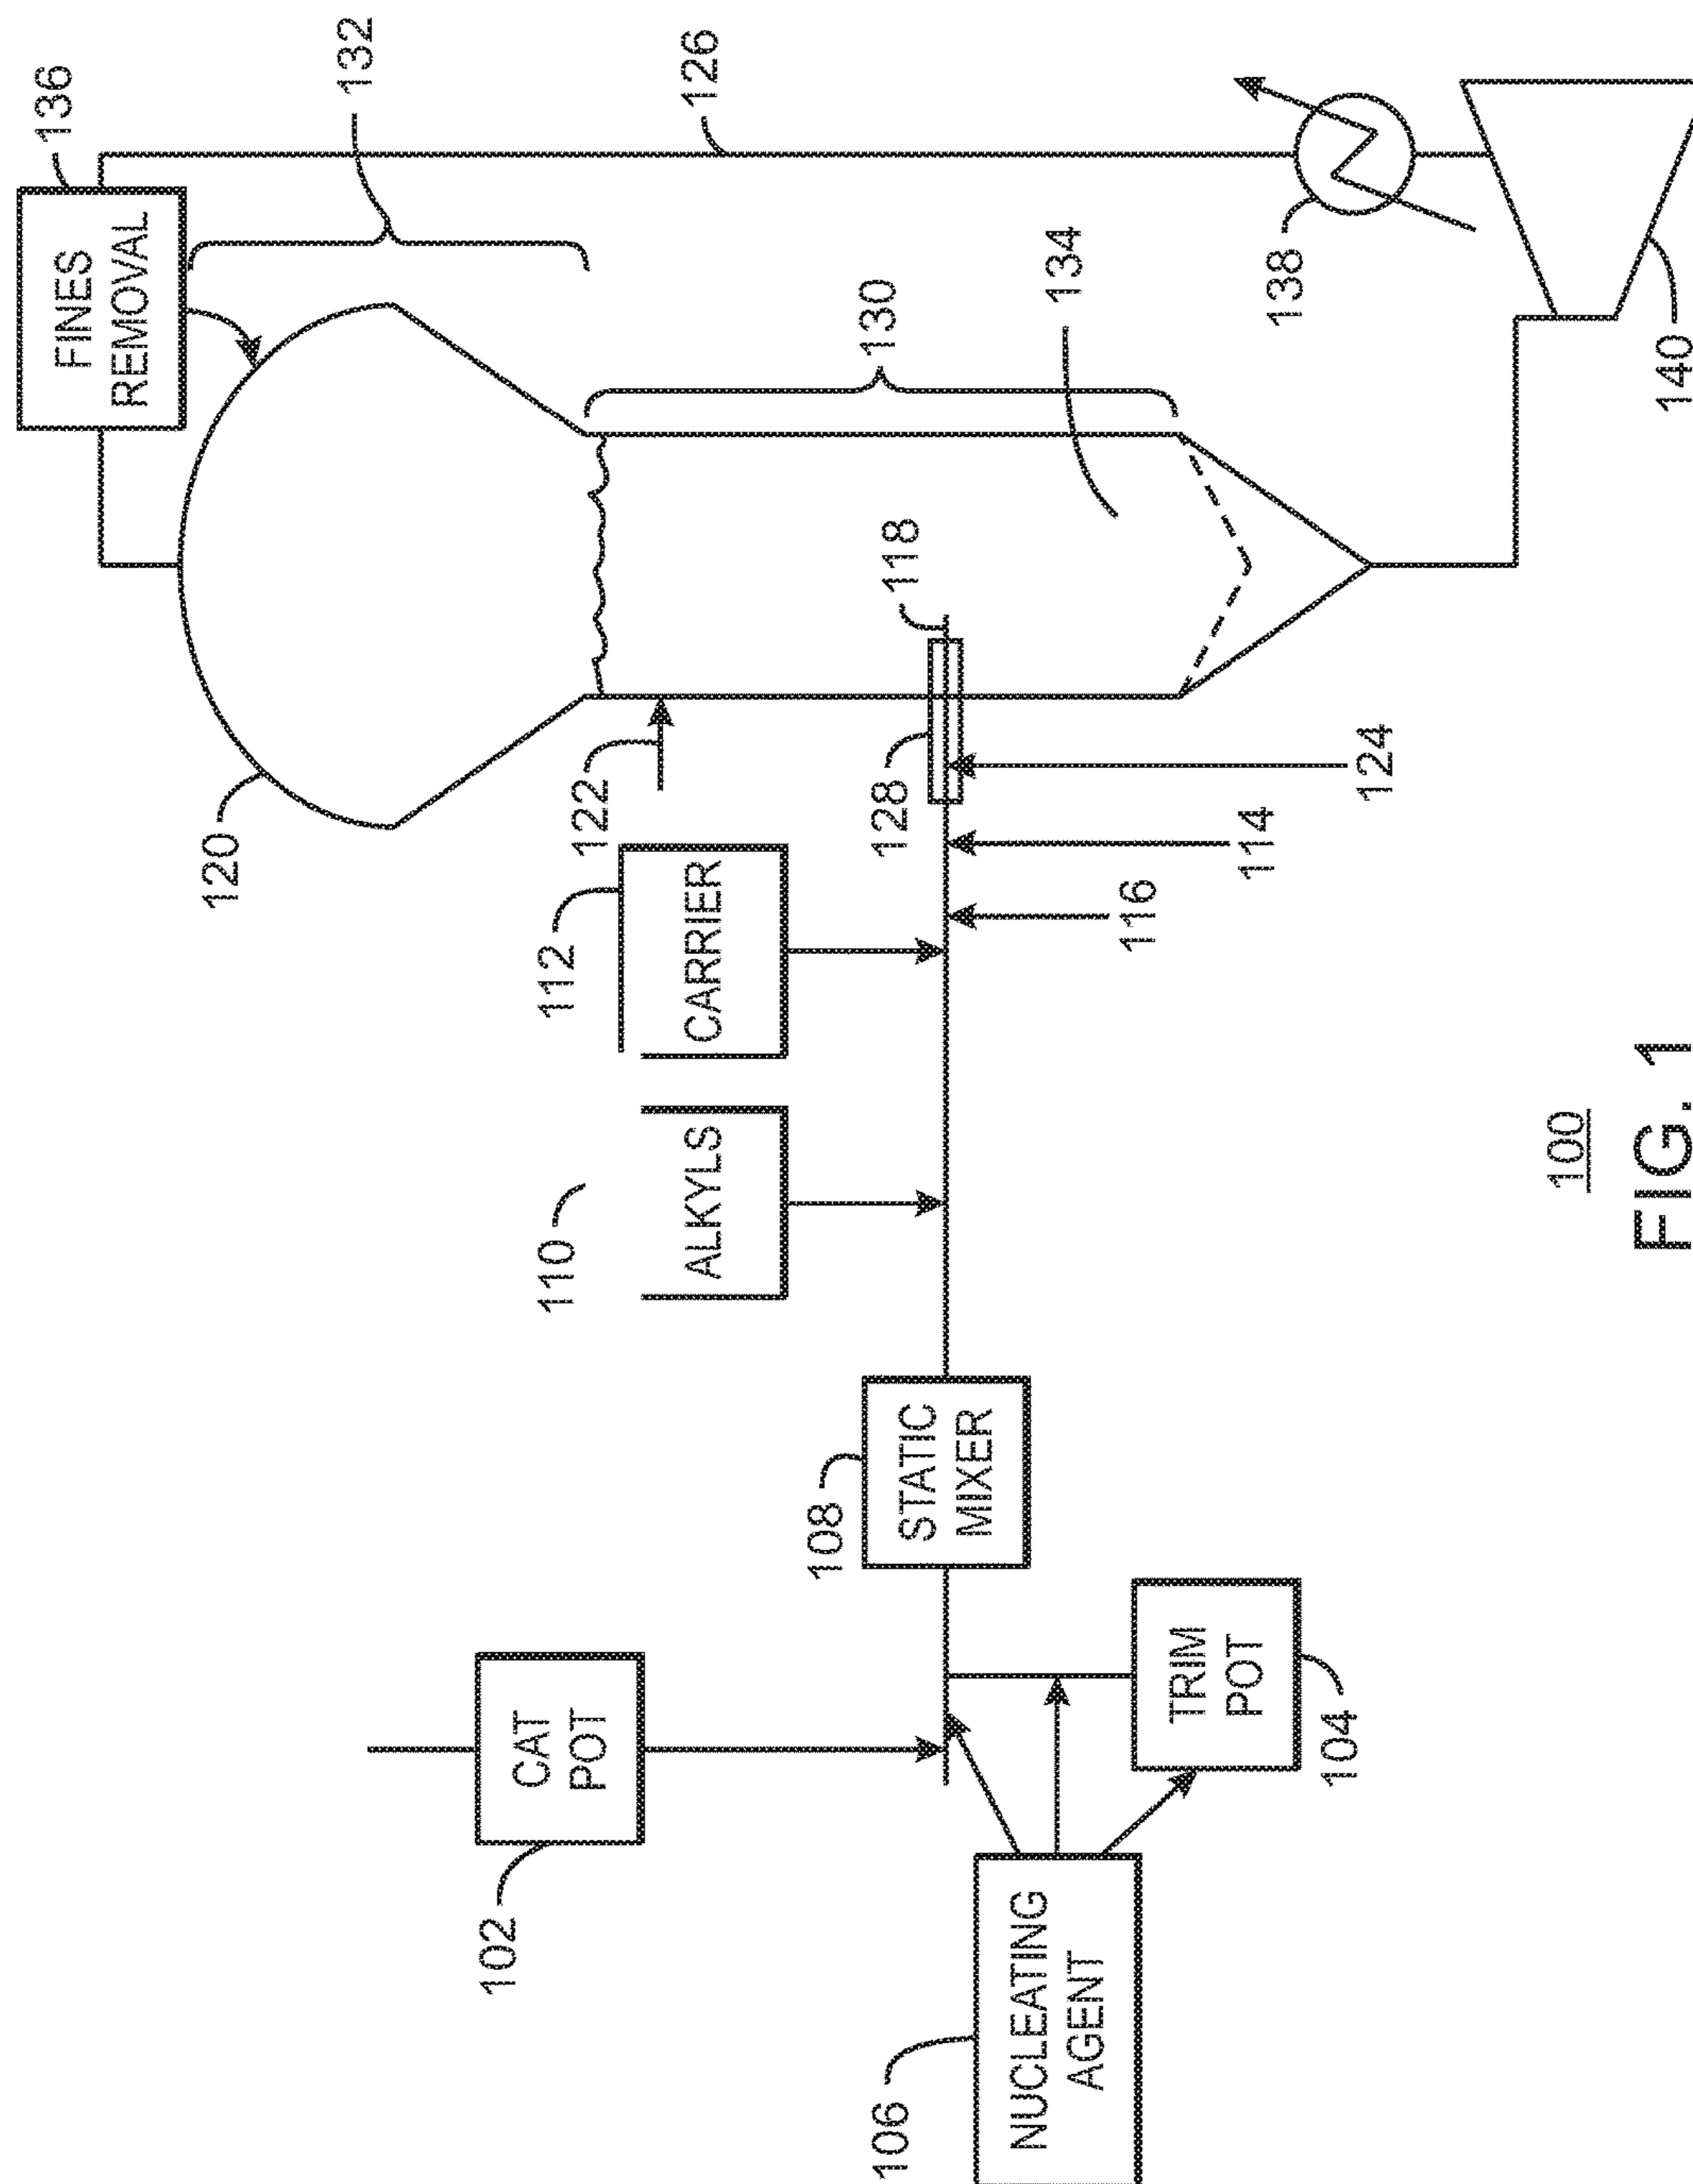 136
FINES
REMOVAL
132
126
120
122
130
134
118
128
138
140
124
114
116
112
CARRIER
110
ALKYLS
108
STATIC
MIXER
102
CAT
POT
TRIM
POT
104
106
NUCLEATING
AGENT
100
FIG. 1